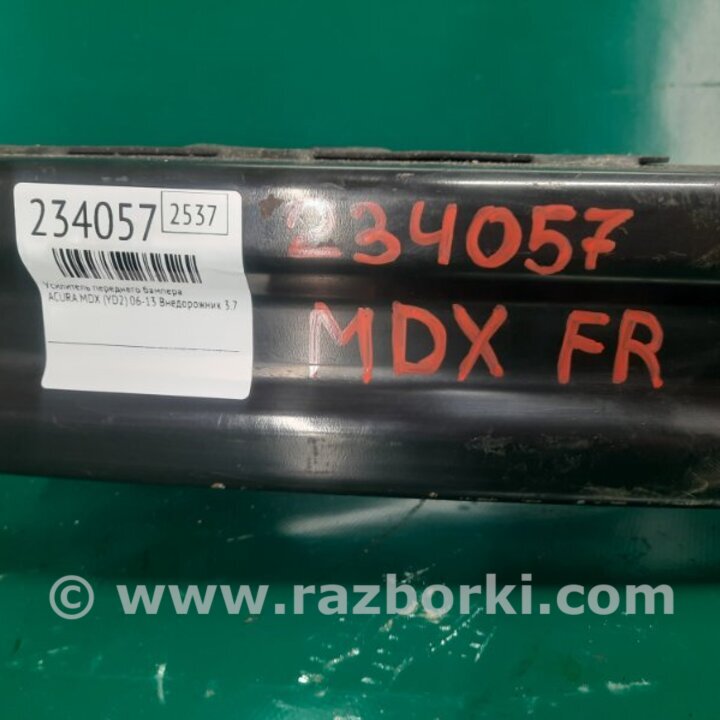 234057 2537
Усилитель переднего бампера
ACURA MDX (YD2) 06-13 Внедорожник 3.7
234057
MDX FR
© www.razborki.com